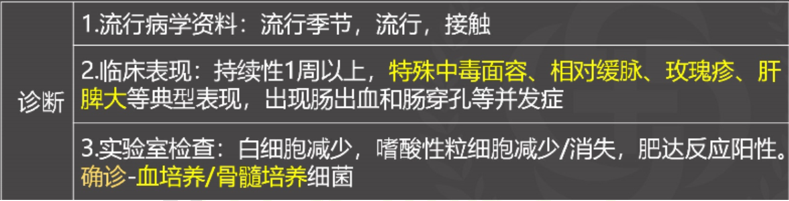 诊断
1.流行病学资料：流行季节，流行，接触
2.临床表现：持续性1周以上，特殊中毒面容、相对缓脉、玫瑰疹、肝
脾大等典型表现，出现肠出血和肠穿孔等并发症
3.实验室检查：白细胞减少，嗜酸性粒细胞减少/消失，肥达反应阳性。
确诊-血培养/骨髓培养细菌